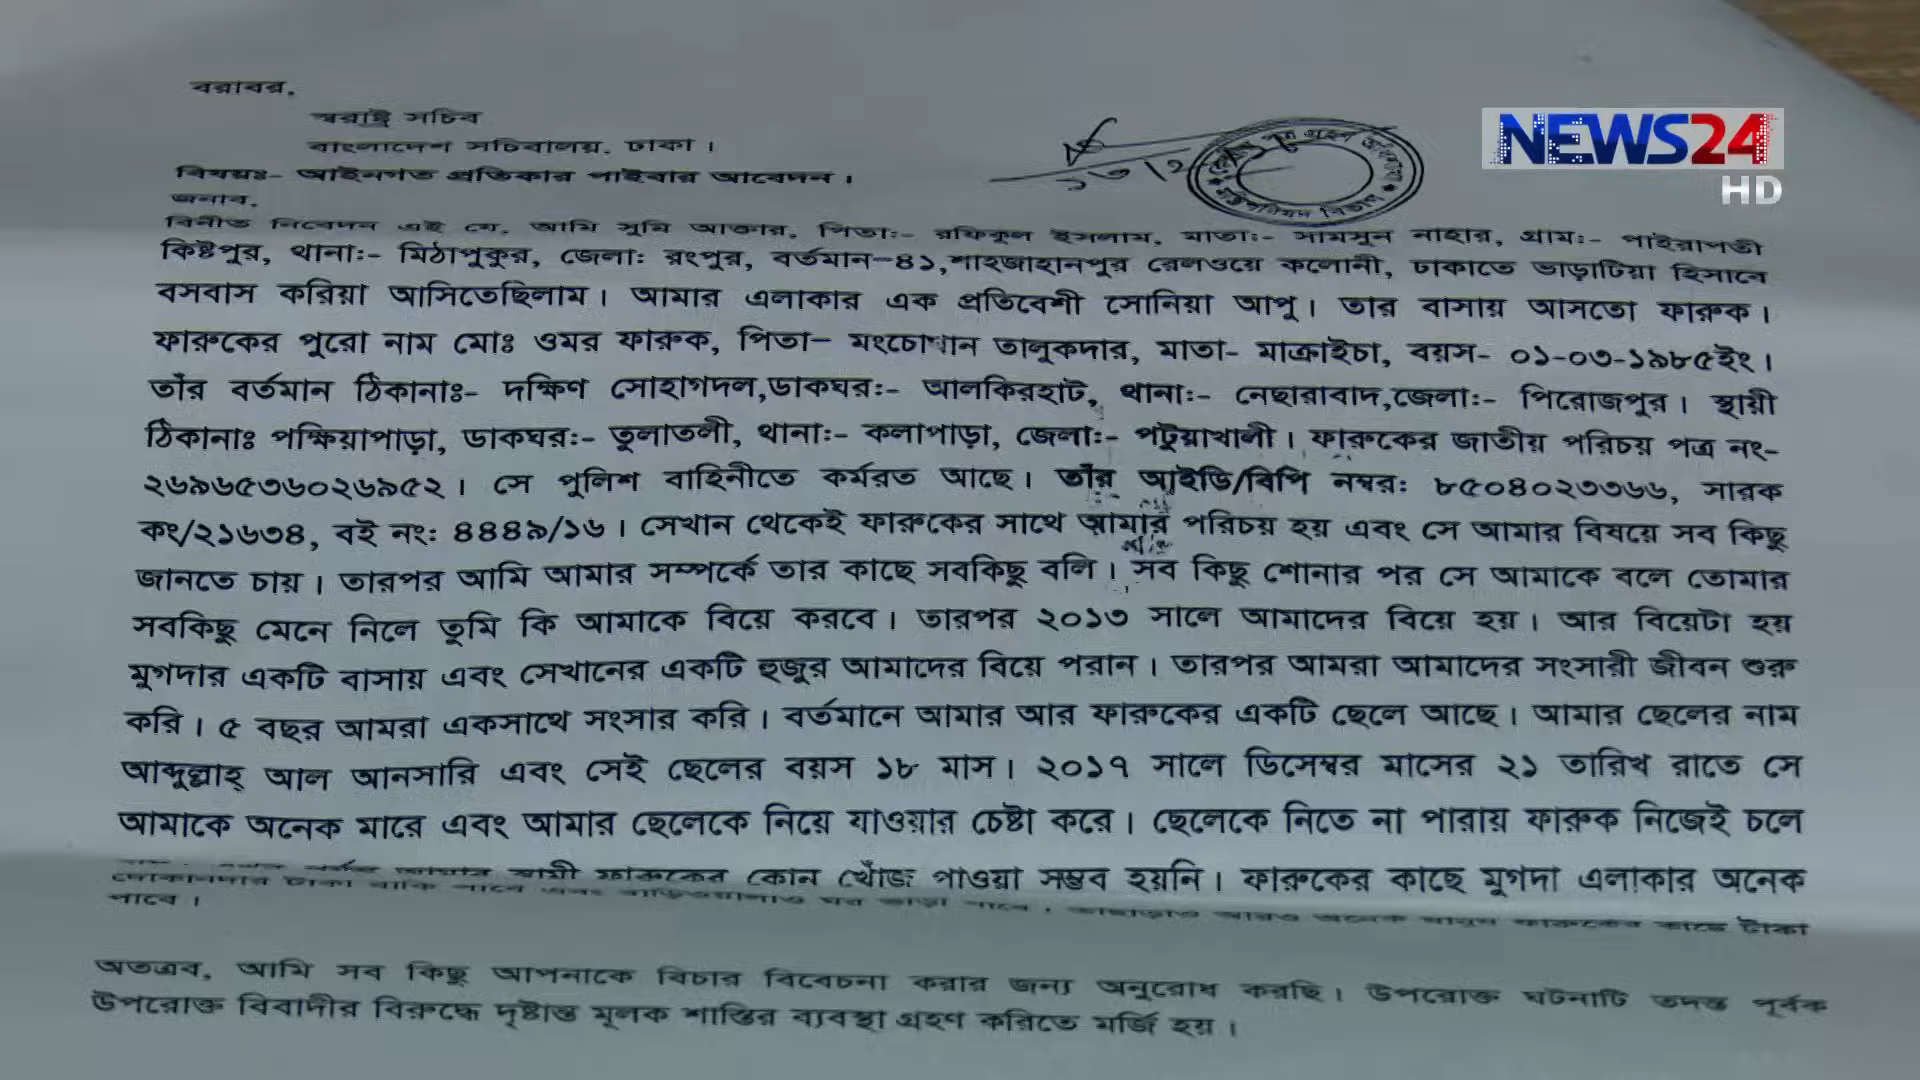 বরাবর,
স্বরাষ্ট্র সচিব
বাংলাদেশ সচিবালয়, ঢাকা।
বিষয়ঃ- আইনগত প্রতিকার পাইবার আবেদন।
জনাব,
বিনীত নিবেদন এই যে, আমি সুমি আক্তার, পিতা:- রফিকুল ইসলাম, মাতা:- সামসুন নাহার, গ্রাম:- পাইরাপতী
কিষ্টপুর, থানা:- মিঠাপুকুর, জেলা: রংপুর, বর্তমান-৪১,শাহজাহানপুর রেলওয়ে কলোনী, ঢাকাতে ভাড়াটিয়া হিসাবে
বসবাস করিয়া আসিতেছিলাম। আমার এলাকার এক প্রতিবেশী সোনিয়া আপু। তার বাসায় আসতো ফারুক।
ফারুকের পুরো নাম মোঃ ওমর ফারুক, পিতা- মংচোখান তালুকদার, মাতা- মাক্রাইচা, বয়স- ০১-০৩-১৯৮৫ইং।
তাঁর বর্তমান ঠিকানাঃ- দক্ষিণ সোহাগদল,ডাকঘর:- আলকিরহাট, থানা:- নেছারাবাদ,জেলা:- পিরোজপুর। স্থায়ী
ঠিকানাঃ পক্ষিয়াপাড়া, ডাকঘর:- তুলাতলী, থানা:- কলাপাড়া, জেলা:- পটুয়াখালী। ফারুকের জাতীয় পরিচয় পত্র নং-
২৬৯৬৫৩৬০২৬৯৫২। সে পুলিশ বাহিনীতে কর্মরত আছে। তাঁর আইডি/বিপি নম্বর: ৮৫০৪০২৩৩৬৬, সারক
কং/২১৬৩৪, বই নং: ৪৪৪৯/১৬। সেখান থেকেই ফারুকের সাথে আমার পরিচয় হয় এবং সে আমার বিষয়ে সব কিছু
জানতে চায়। তারপর আমি আমার সম্পর্কে তার কাছে সবকিছু বলি। সব কিছু শোনার পর সে আমাকে বলে তোমার
সবকিছু মেনে নিলে তুমি কি আমাকে বিয়ে করবে। তারপর ২০১৩ সালে আমাদের বিয়ে হয়। আর বিয়েটা হয়
মুগদার একটি বাসায় এবং সেখানের একটি হুজুর আমাদের বিয়ে পরান। তারপর আমরা আমাদের সংসারী জীবন শুরু
করি। ৫ বছর আমরা একসাথে সংসার করি। বর্তমানে আমার আর ফারুকের একটি ছেলে আছে। আমার ছেলের নাম
আব্দুল্লাহ্ আল আনসারি এবং সেই ছেলের বয়স ১৮ মাস। ২০১৭ সালে ডিসেম্বর মাসের ২১ তারিখ রাতে সে
আমাকে অনেক মারে এবং আমার ছেলেকে নিয়ে যাওয়ার চেষ্টা করে। ছেলেকে নিতে না পারায় ফারুক নিজেই চলে
আমার স্বামী ফারুকের কোন খোঁজ পাওয়া সম্ভব হয়নি। ফারুকের কাছে মুগদা এলাকার অনেক
দোকানদার টাকা বাকি পাবে এবং বাড়িওয়ালাও ঘর ভাড়া পাবে। ফারুকের কাছে টাকা
পাবে।
অতএব, আমি সব কিছু আপনাকে বিচার বিবেচনা করার জন্য অনুরোধ করছি। উপরোক্ত ঘটনাটি তদন্ত পূর্বক
উপরোক্ত বিবাদীর বিরুদ্ধে দৃষ্টান্ত মূলক শাস্তির ব্যবস্থা গ্রহণ করিতে মর্জি হয়।
NEWS24
HD